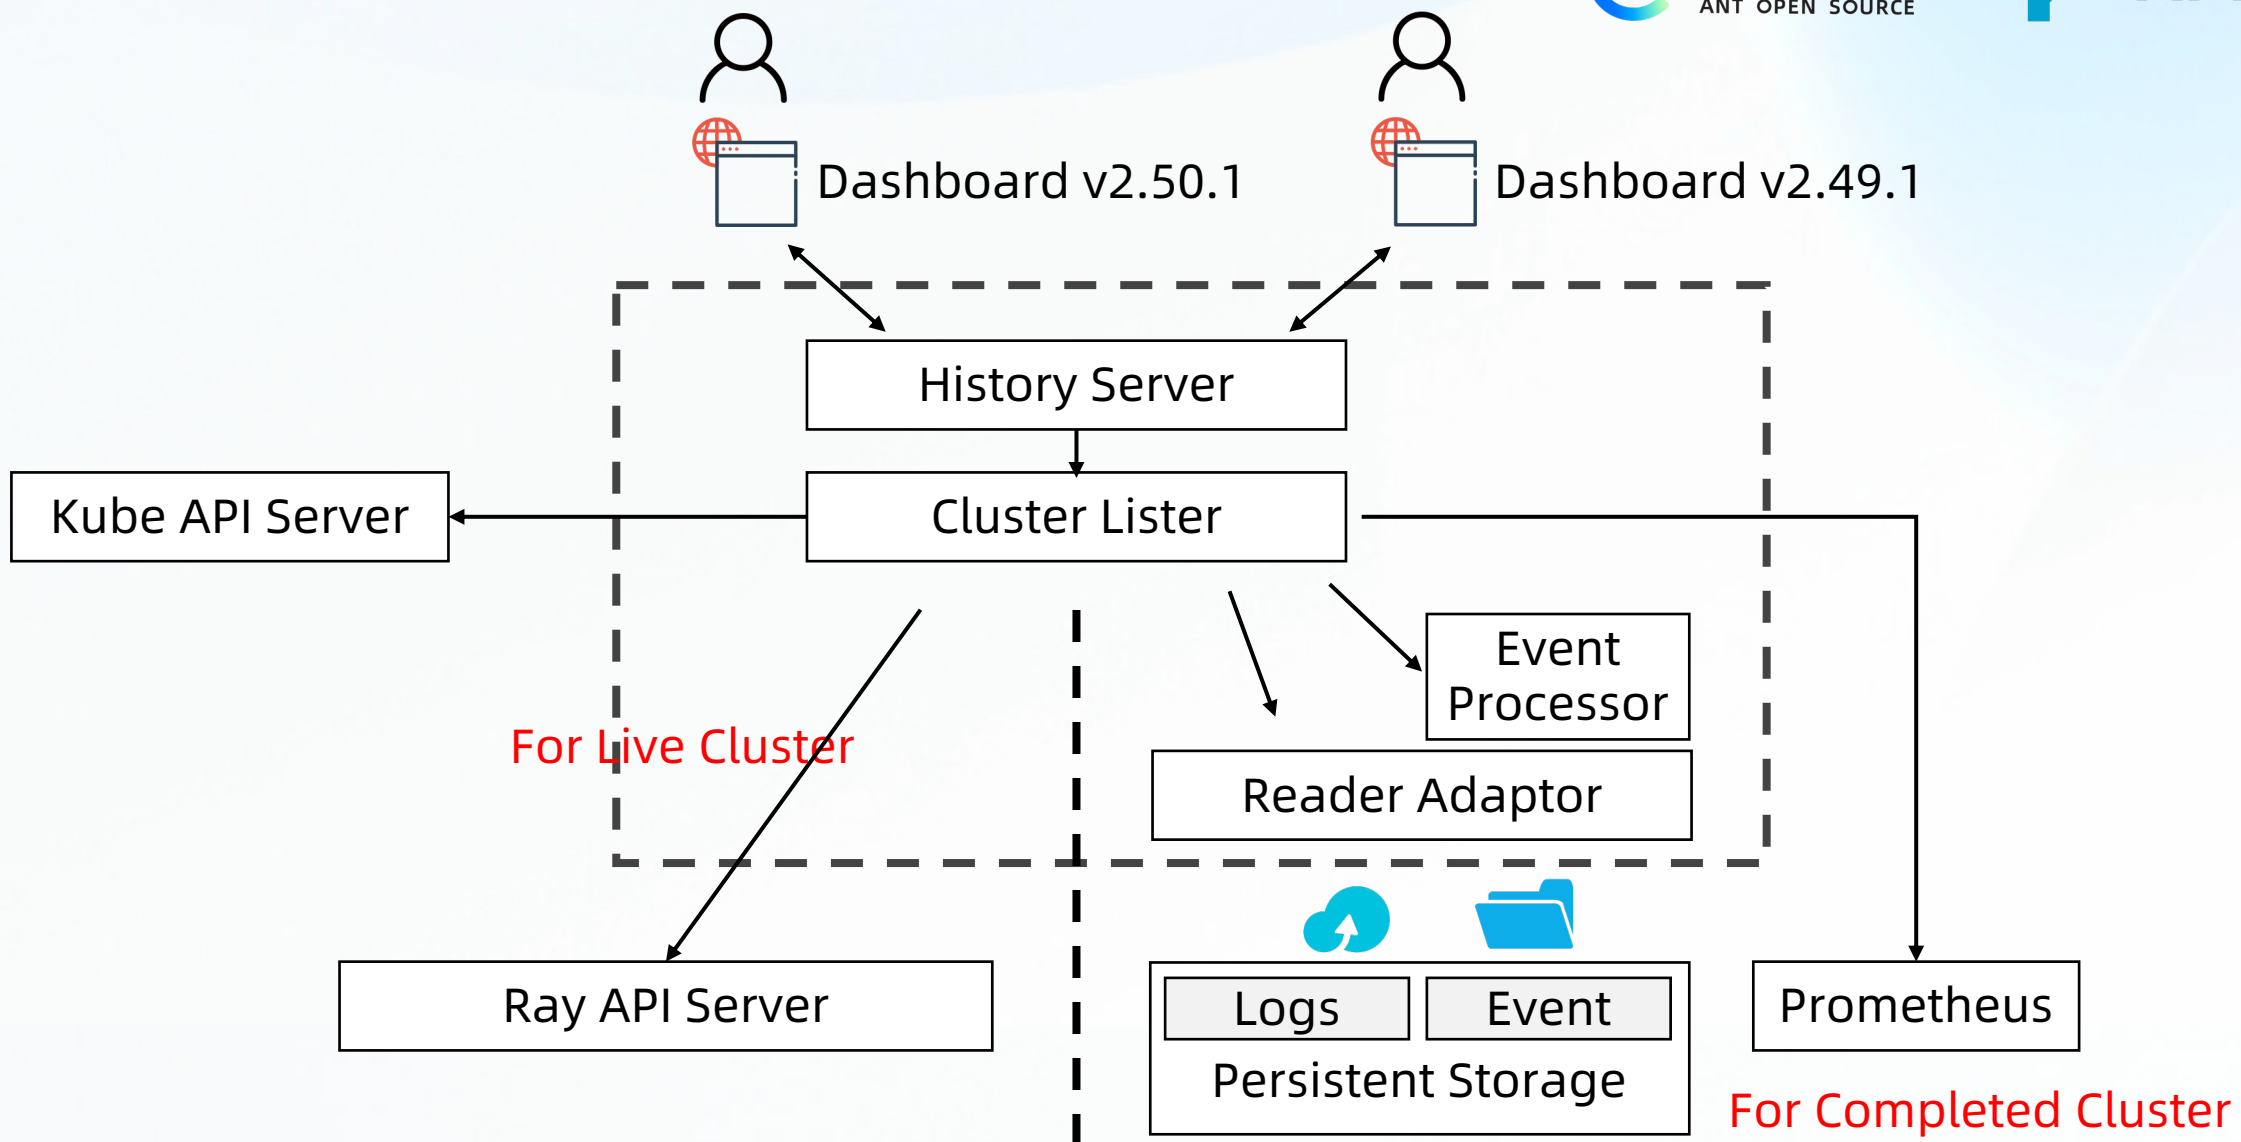 ANT OPEN SOURCE
Dashboard v2.50.1
Dashboard v2.49.1
History Server
Kube API Server
Cluster Lister
Event
Processor
For Live Cluster
Reader Adaptor
Ray API Server
Logs
Event
Prometheus
Persistent Storage
For Completed Cluster